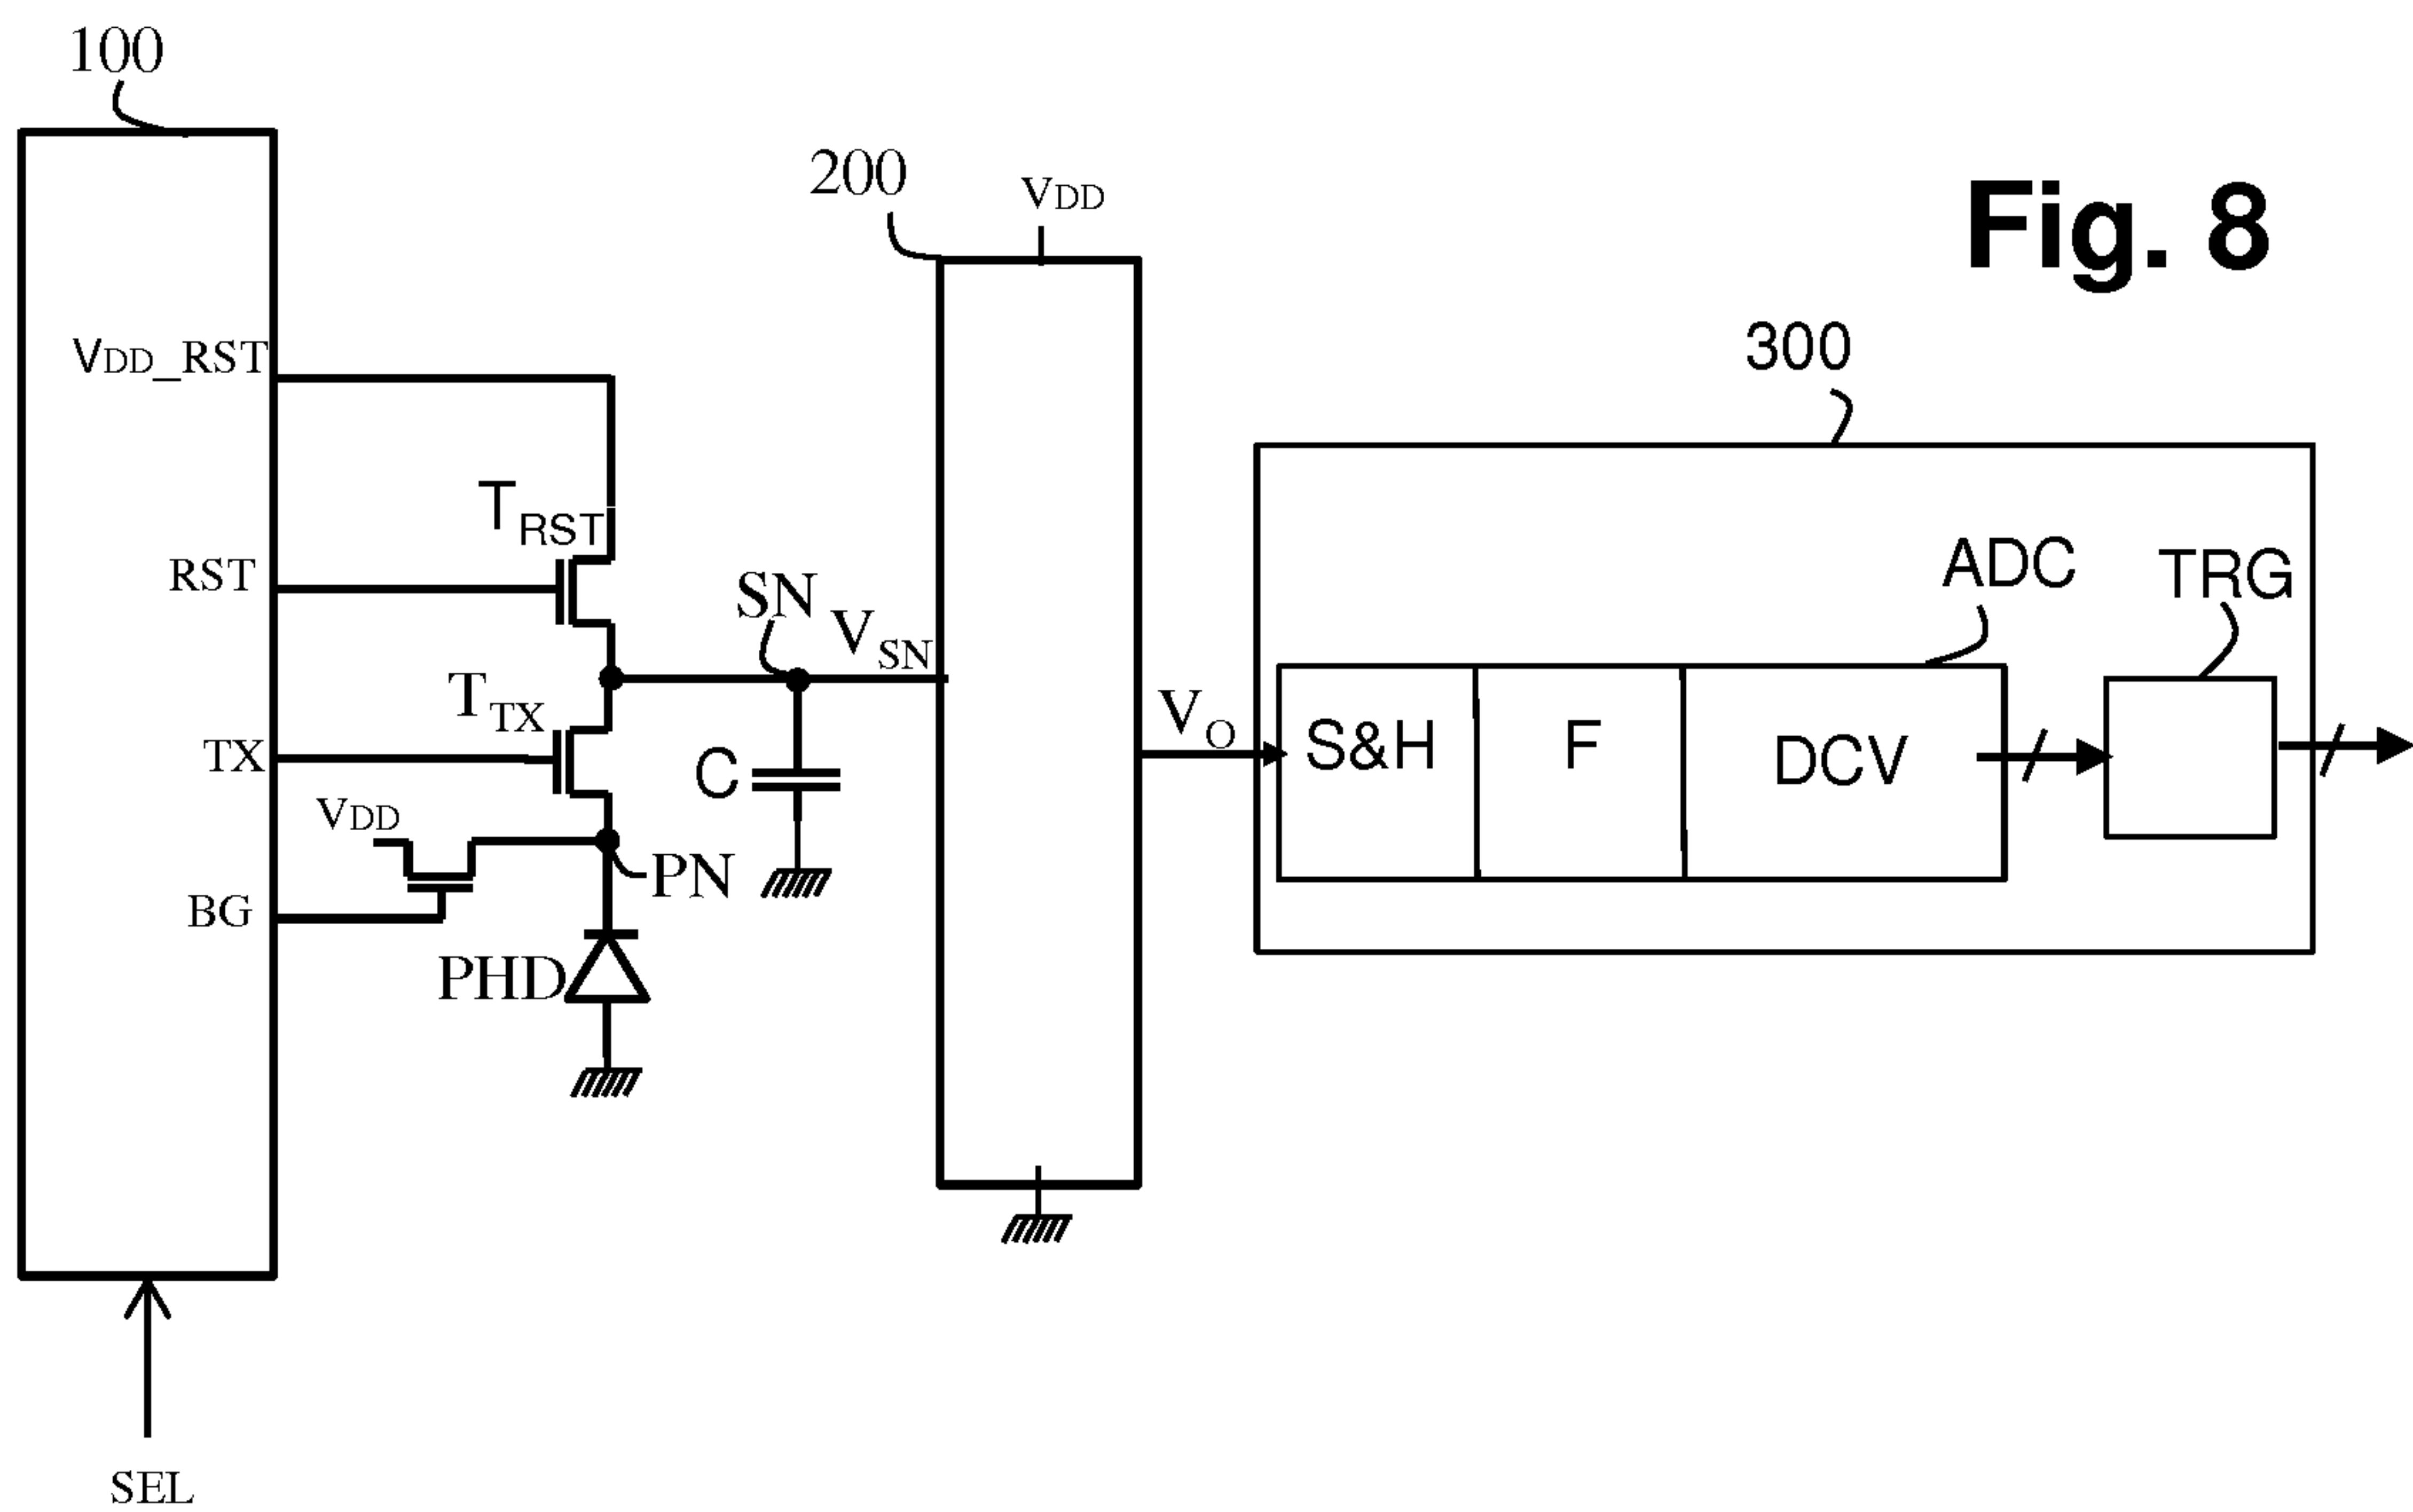 100
200
VDD
Fig. 8
300
VDD_RST
TRST
RST
SN
VSN
ADC
TRG
TTX
TX
C
VO
S&H
F
DCV
VDD
PN
BG
PHD
SEL